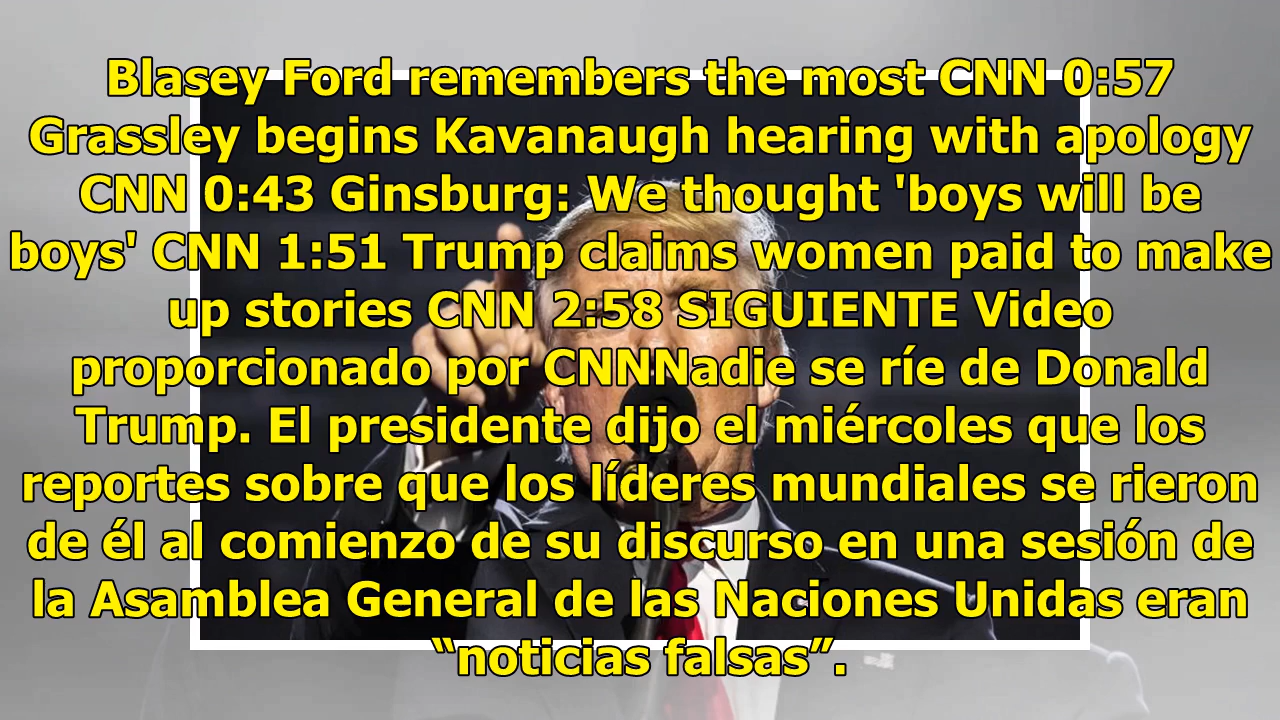 Blasey Ford remembers the most CNN 0:57
Grassley begins Kavanaugh hearing with apology
CNN 0:43 Ginsburg: We thought 'boys will be
boys' CNN 1:51 Trump claims women paid to make
up stories CNN 2:58 SIGUIENTE Video
proporcionado por CNNNadie se ríe de Donald
Trump. El presidente dijo el miércoles que los
reportes sobre que los líderes mundiales se rieron
de él al comienzo de su discurso en una sesión de
la Asamblea General de las Naciones Unidas eran
“noticias falsas”.